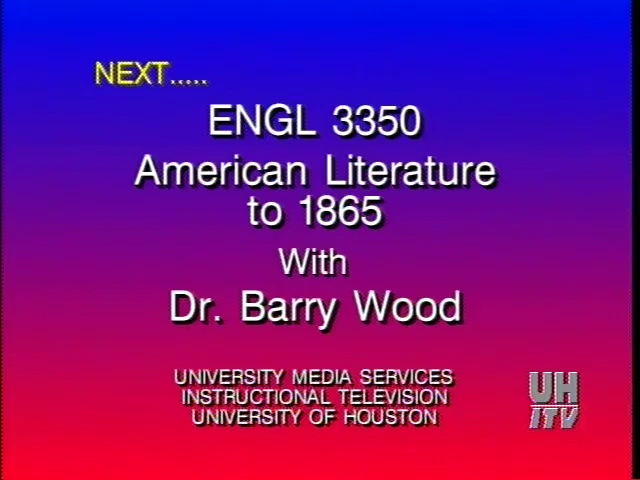 NEXT.....
ENGL 3350
American Literature
to 1865
With
Dr. Barry Wood
UNIVERSITY MEDIA SERVICES
INSTRUCTIONAL TELEVISION
UNIVERSITY OF HOUSTON
UH
ITV